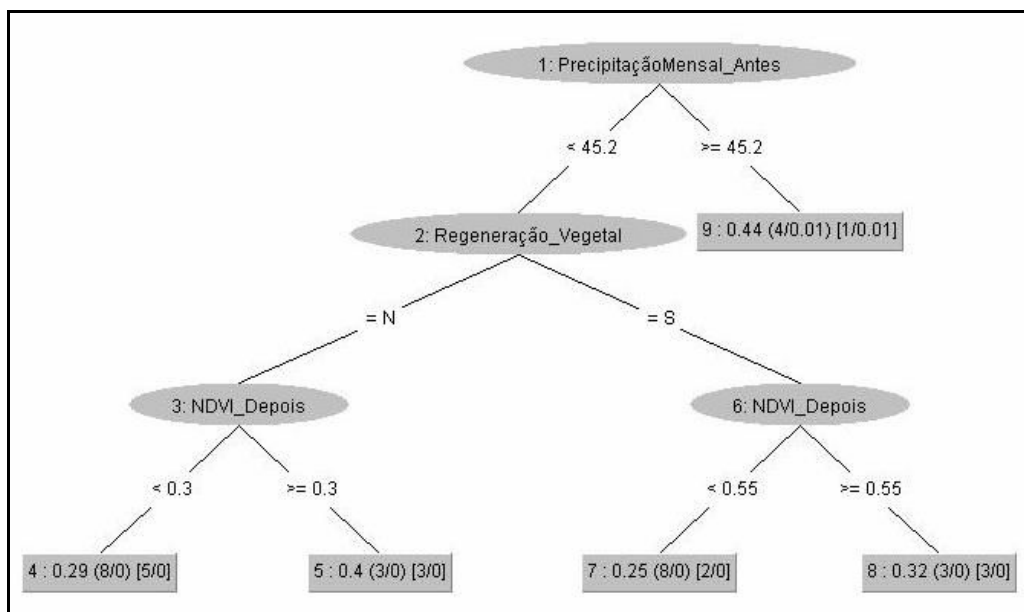 1: PrecipitaçãoMensal_Antes
< 45.2
>= 45.2
2: Regeneração_Vegetal
9 : 0.44 (4/0.01) [1/0.01]
= N
= S
3: NDVI_Depois
6: NDVI_Depois
< 0.3
>= 0.3
< 0.55
>= 0.55
4 : 0.29 (8/0) [5/0]
5 : 0.4 (3/0) [3/0]
7 : 0.25 (8/0) [2/0]
8 : 0.32 (3/0) [3/0]